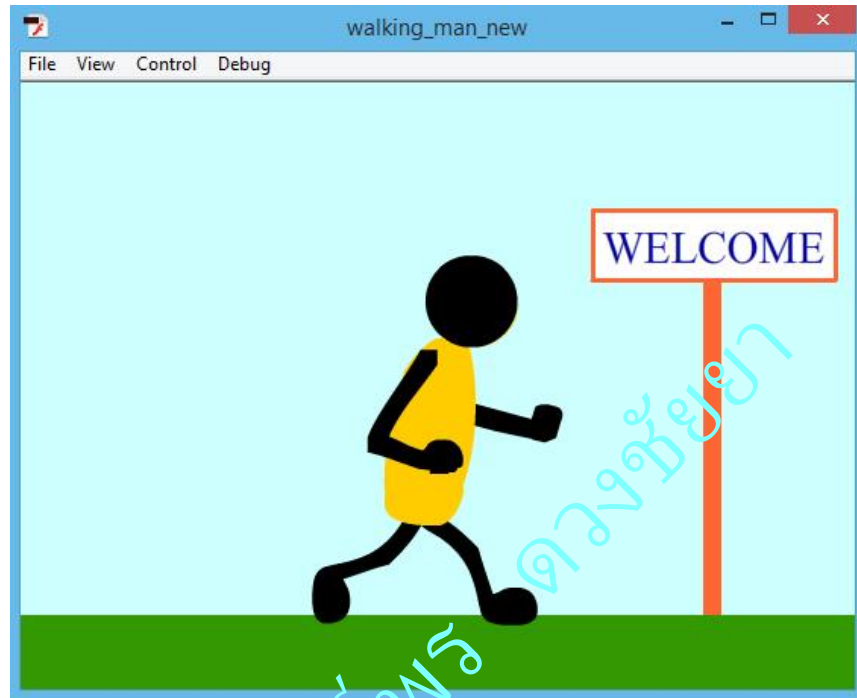 walking_man_new
File View Control Debug
WELCOME
ดวงชัยยา